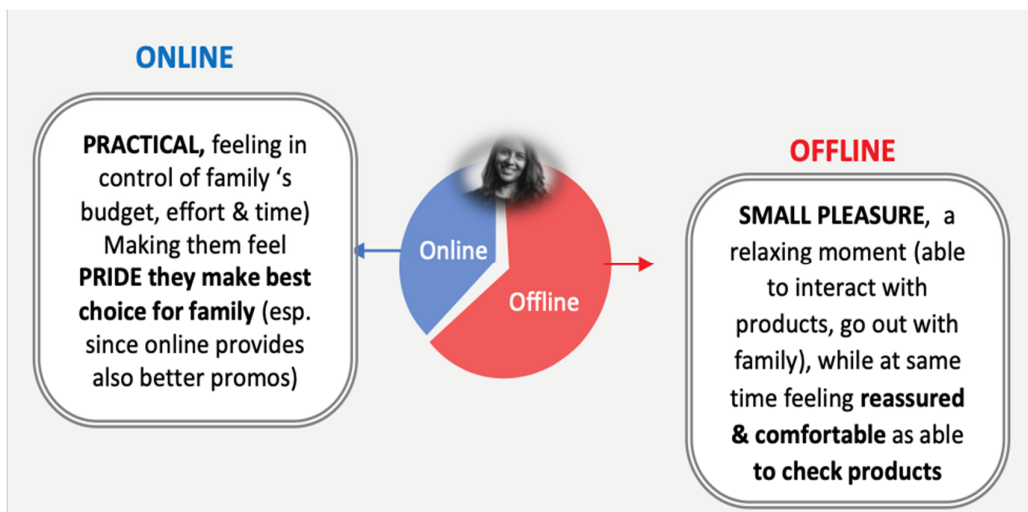 ONLINE
PRACTICAL, feeling in
control of family ‘s
budget, effort & time)
Making them feel
PRIDE they make best
choice for family (esp.
since online provides
also better promos)
Online
Offline
OFFLINE
SMALL PLEASURE, a
relaxing moment (able
to interact with
products, go out with
family), while at same
time feeling reassured
& comfortable as able
to check products